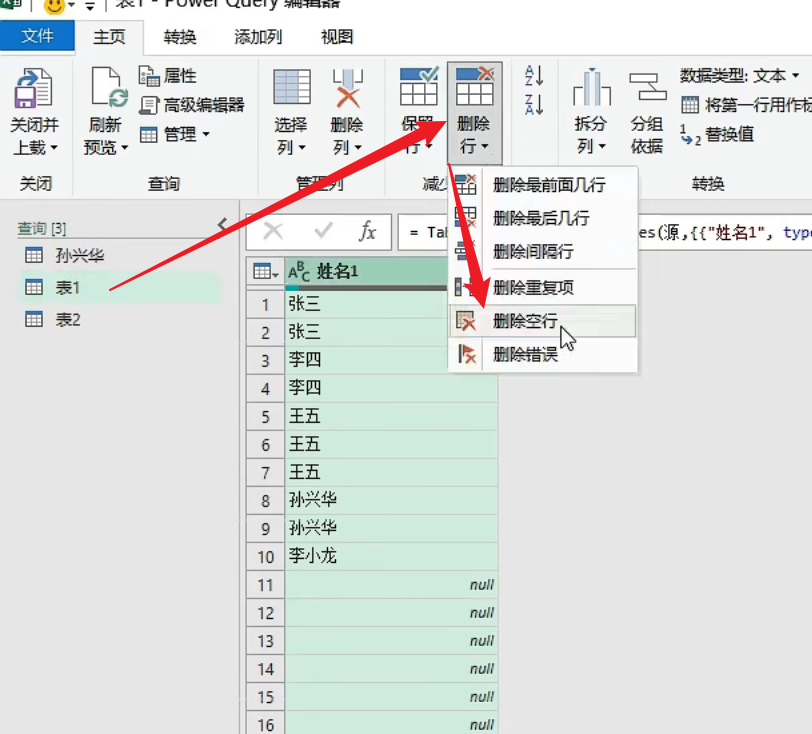 表1 - Power Query 编辑器
文件 主页 转换 添加列 视图
关闭并
上载
关闭
刷新
预览
属性
高级编辑器
管理
查询
选择
列
删除
列
管理列
保留
行
删除
行
减少
A
Z
Z
A
拆分
列
分组
依据
数据类型: 文本
将第一行用作标
1
2
替换值
转换
删除最前面几行
删除最后几行
删除间隔行
删除重复项
删除空行
删除错误
查询 [3]
孙兴华
表1
表2
fx
= Tab
es(源,{{"姓名1", type
ABC 姓名1
1 张三
2 张三
3 李四
4 李四
5 王五
6 王五
7 王五
8 孙兴华
9 孙兴华
10 李小龙
11 null
12 null
13 null
14 null
15 null
16 null